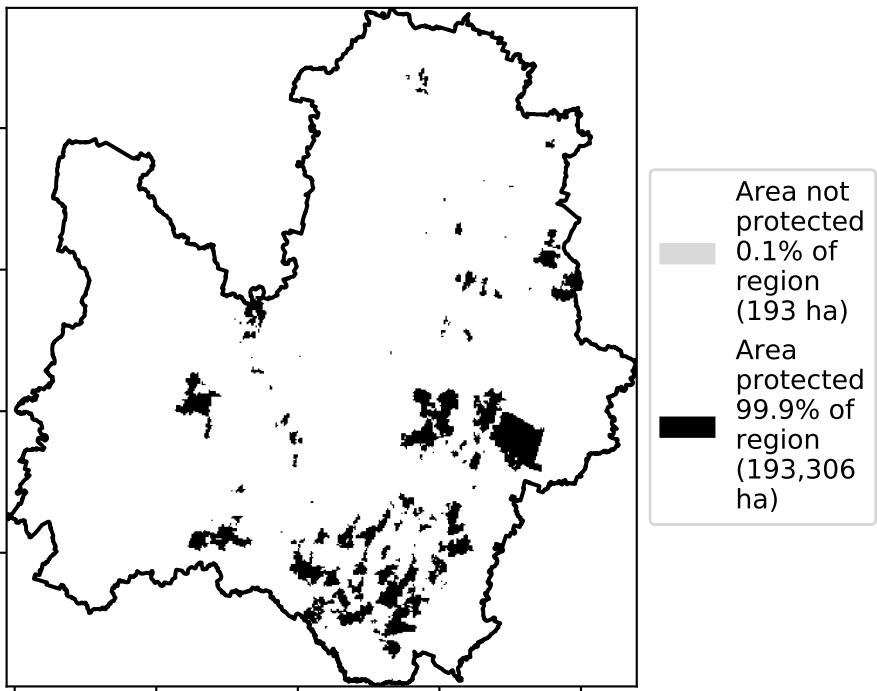 Area not
protected
0.1% of
region
(193 ha)
Area
protected
99.9% of
region
(193,306
ha)